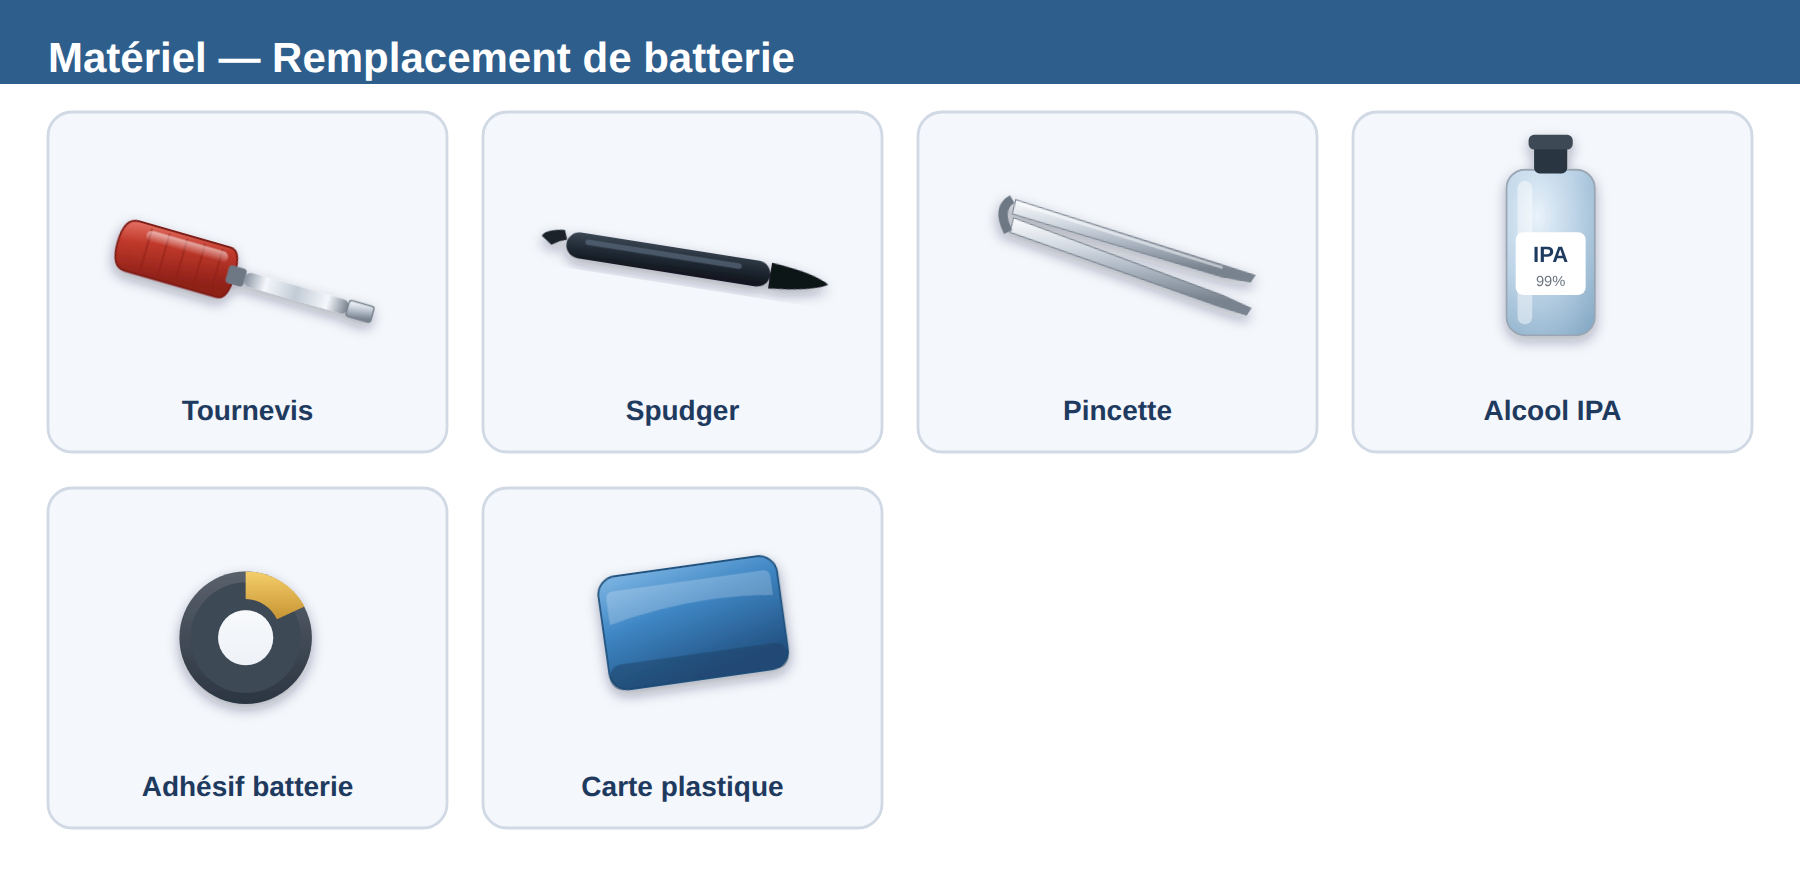 Matériel — Remplacement de batterie
IPA
99%
Tournevis
Spudger
Pincette
Alcool IPA
Adhésif batterie
Carte plastique